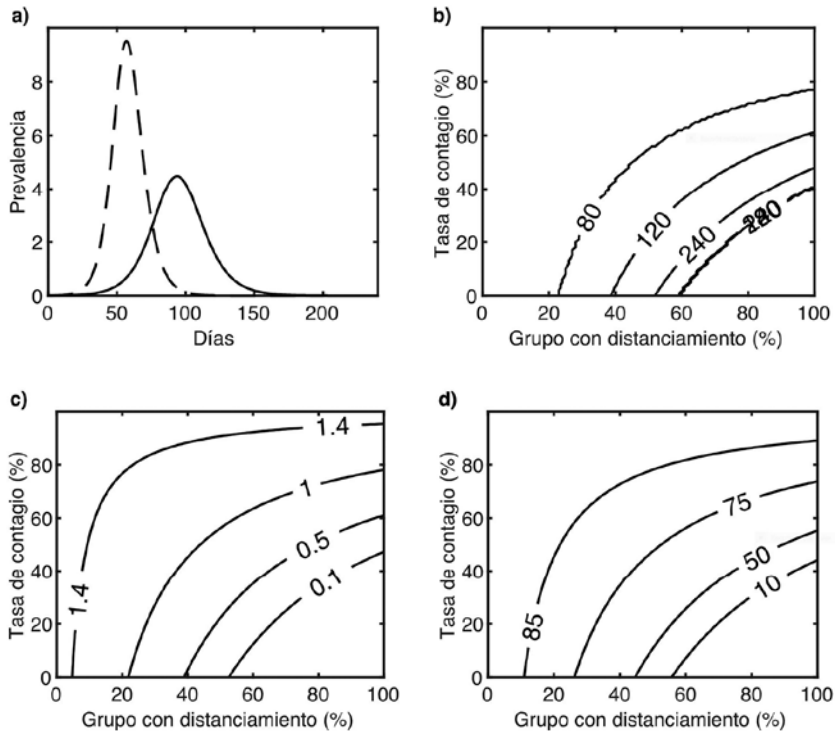 a)
8
6
4
2
0
Prevalencia
0 50 100 150 200
Días
b)
80
60
40
20
0
Tasa de contagio (%)
80
120
240
0 20 40 60 80 100
Grupo con distanciamiento (%)
c)
80
60
40
20
0
Tasa de contagio (%)
1.4
1.4
1
0.5
0.1
0 20 40 60 80 100
Grupo con distanciamiento (%)
d)
80
60
40
20
0
Tasa de contagio (%)
85
75
50
10
0 20 40 60 80 100
Grupo con distanciamiento (%)